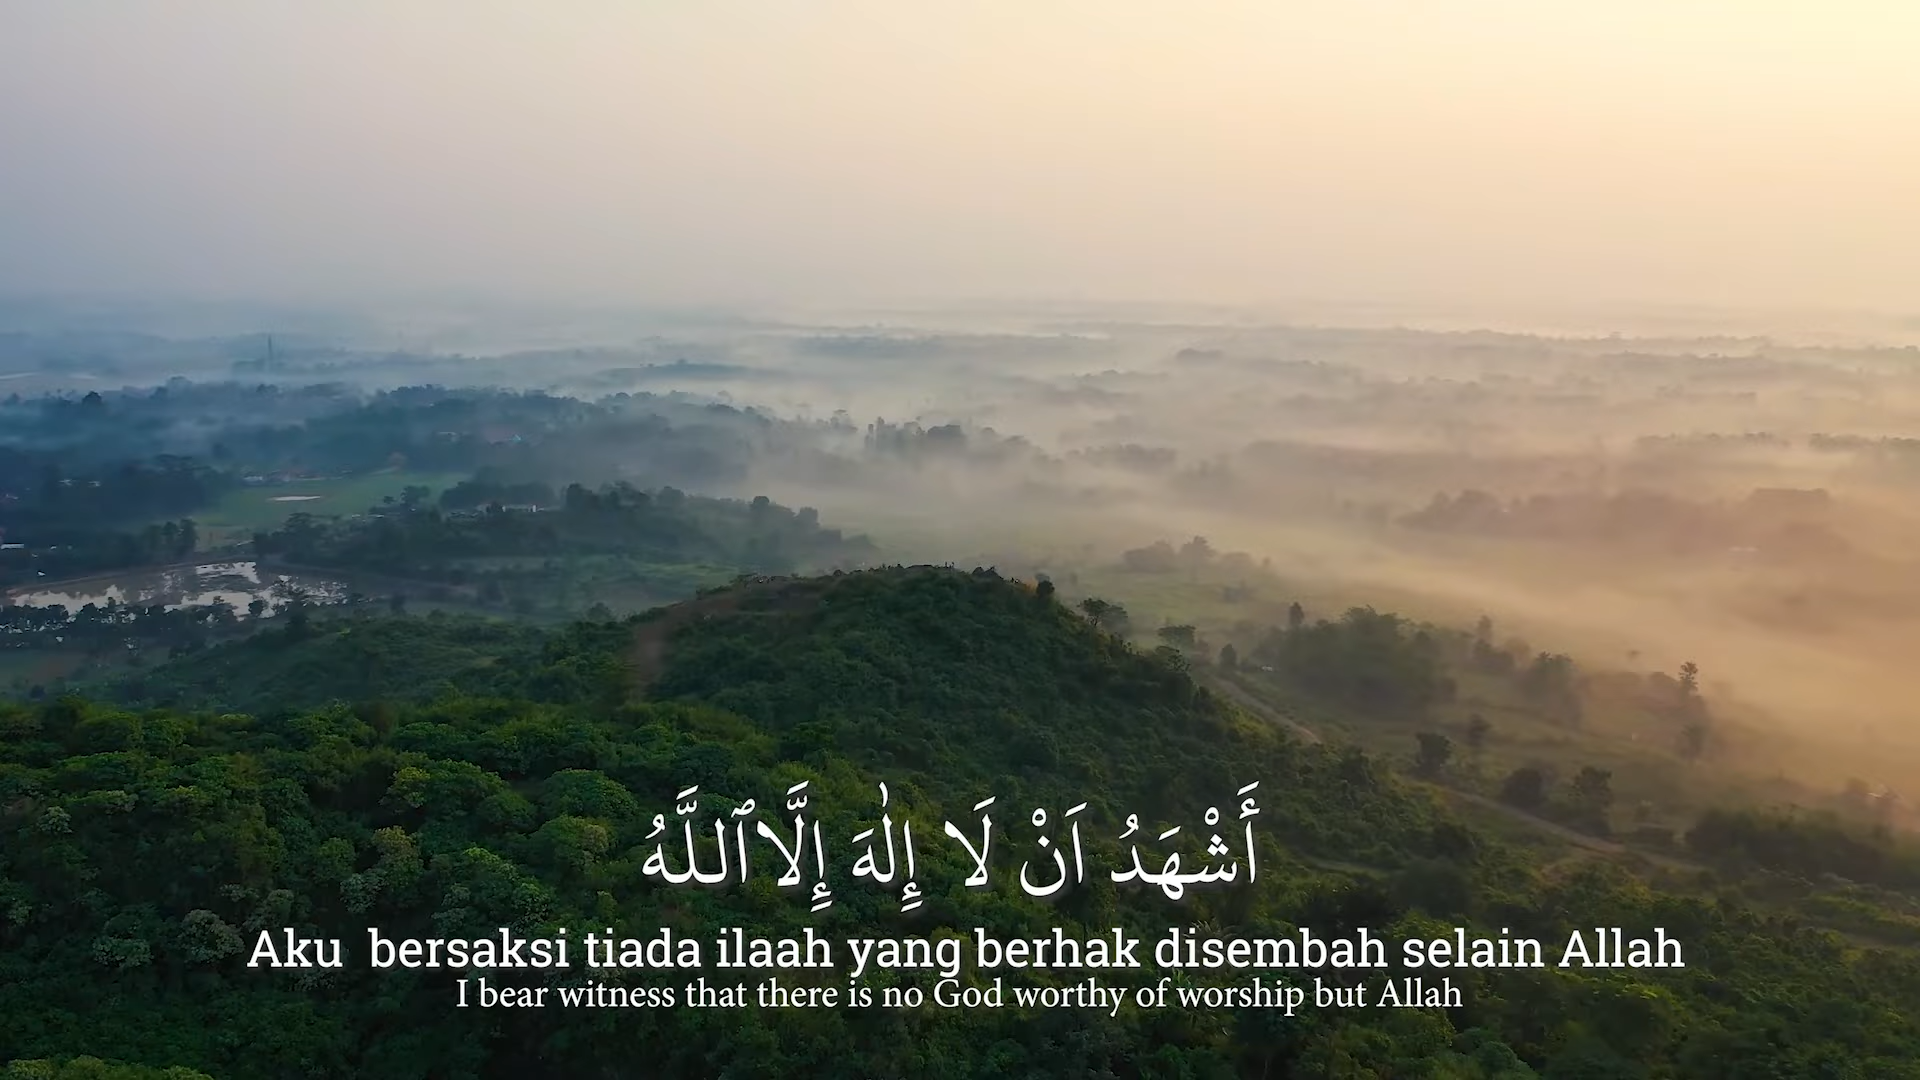 أَشْهَدُ اَنْ لَا إِلٰهَ إِلَّا ٱللَّهُ
Aku bersaksi tiada ilaah yang berhak disembah selain Allah
I bear witness that there is no God worthy of worship but Allah